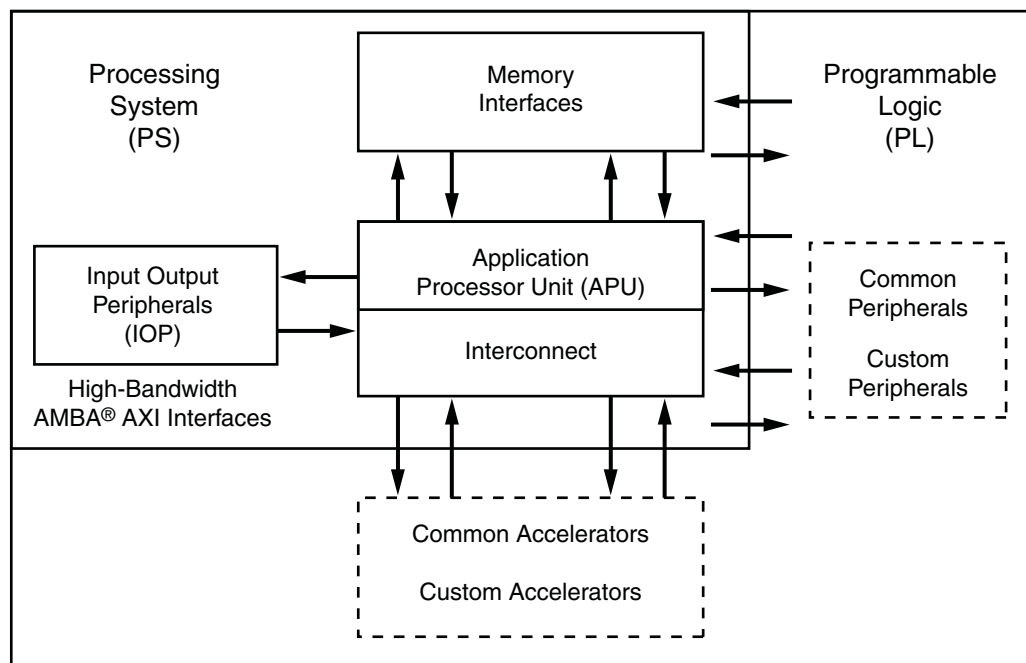 Processing
System
(PS)
Memory
Interfaces
Programmable
Logic
(PL)
Input Output
Peripherals
(IOP)
Application
Processor Unit (APU)
Interconnect
Common
Peripherals
Custom
Peripherals
High-Bandwidth
AMBA® AXI Interfaces
Common Accelerators
Custom Accelerators